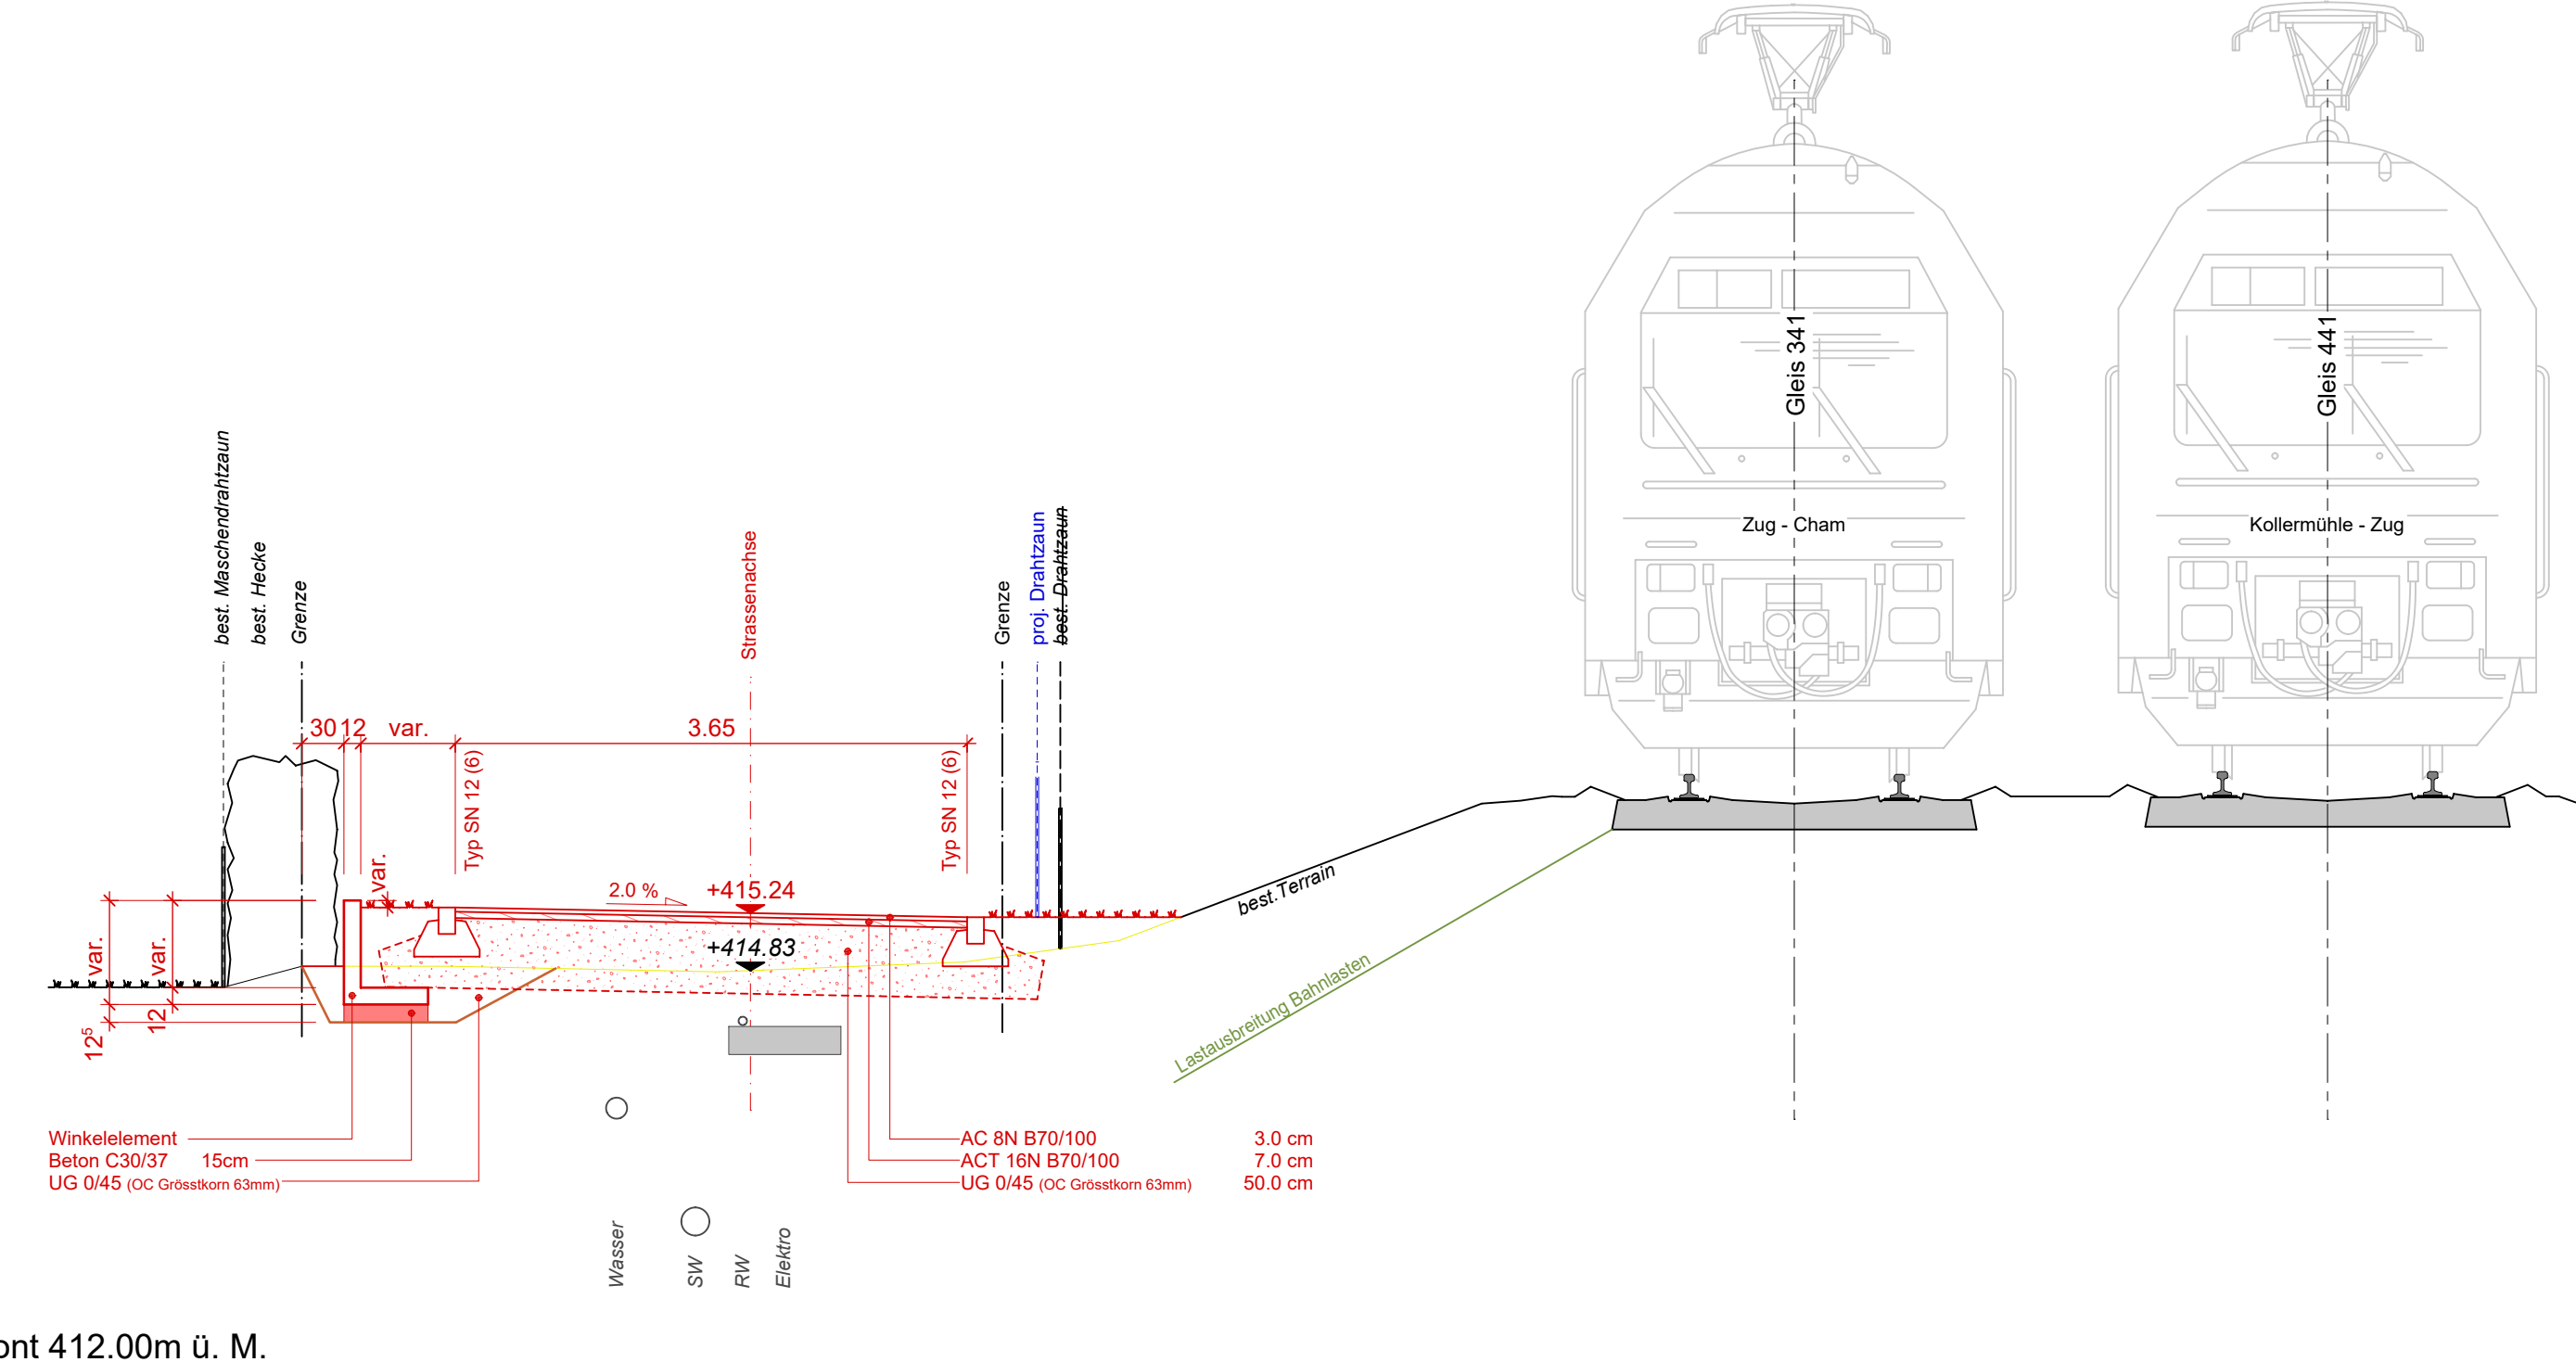 Gleis 341
Gleis 441
Zug - Cham
Kollermühle - Zug
best. Maschendrahtzaun
best. Hecke
Grenze
Strassenachse
Grenze
proj. Drahtzaun
best. Drahtzaun
30 12 var. 3.65
Typ SN 12 (6)
Typ SN 12 (6)
var.
2.0 %
+415.24
+414.83
var.
var.
12
12⁵
best.Terrain
Lastausbreitung Bahnlasten
Winkelelement
Beton C30/37 15cm
UG 0/45 (OC Grösstkorn 63mm)
AC 8N B70/100 3.0 cm
ACT 16N B70/100 7.0 cm
UG 0/45 (OC Grösstkorn 63mm) 50.0 cm
Wasser
SW
RW
Elektro
ont 412.00m ü. M.